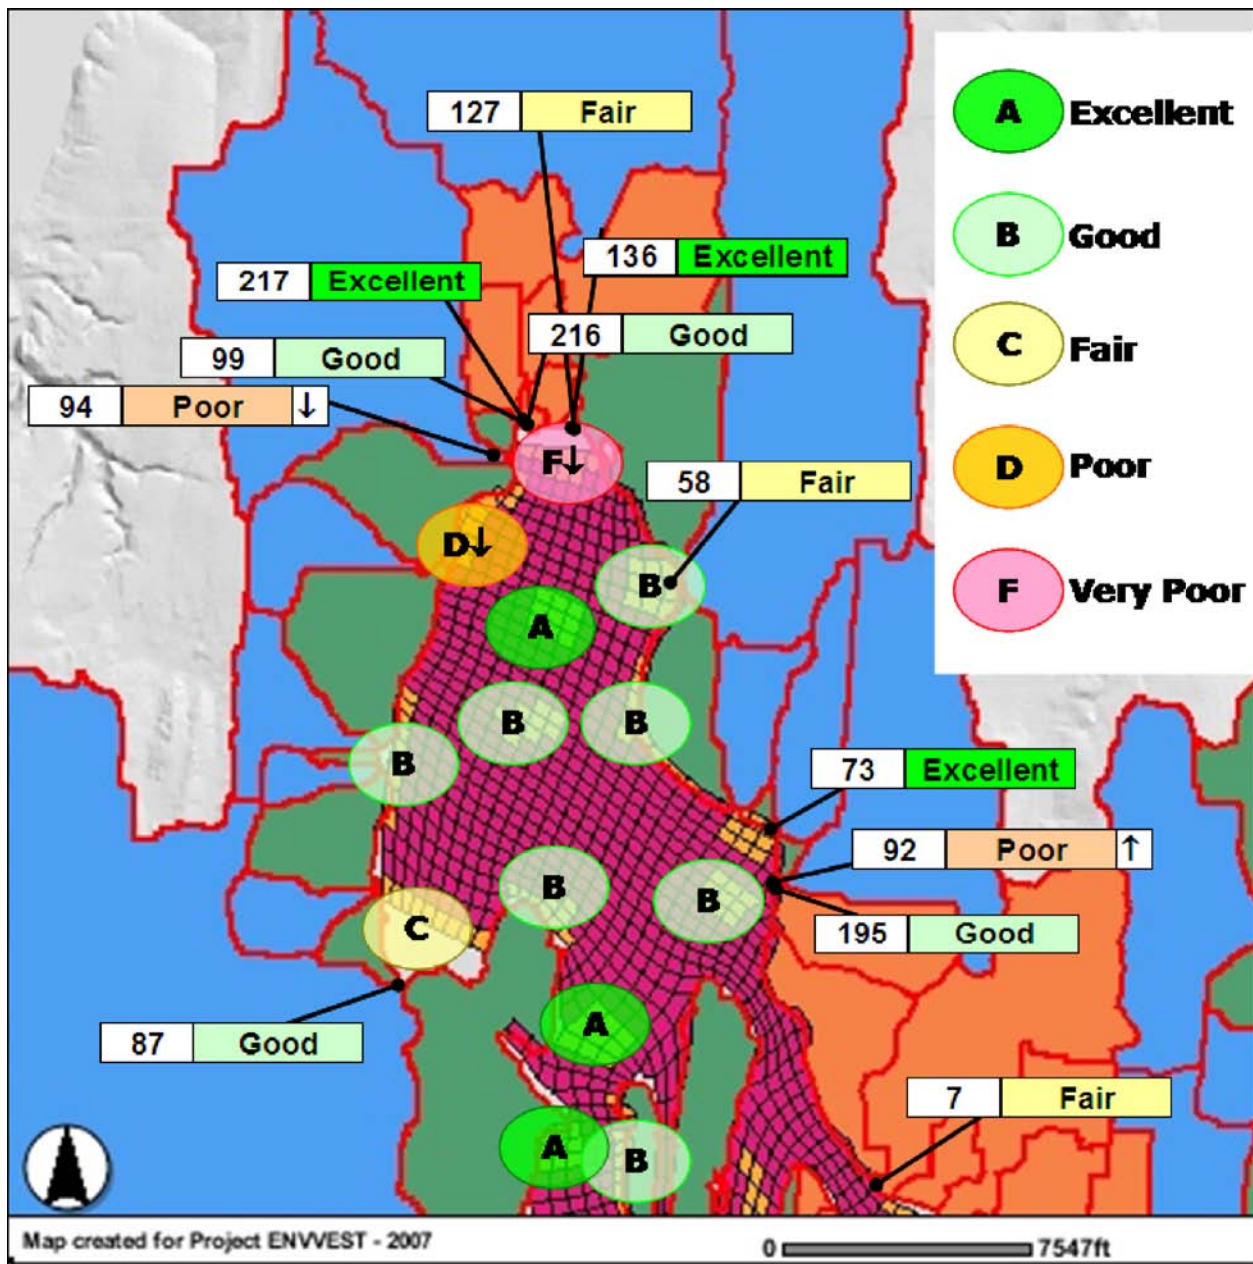 A Excellent
127 Fair
B Good
136 Excellent
217 Excellent
216 Good
99 Good
C Fair
94 Poor ↓
F↓
D Poor
58 Fair
D↓
B
F Very Poor
A
B
B
B
73 Excellent
92 Poor ↑
B
B
C
195 Good
A
87 Good
7 Fair
A
B
Map created for Project ENVVEST - 2007
0 7547ft